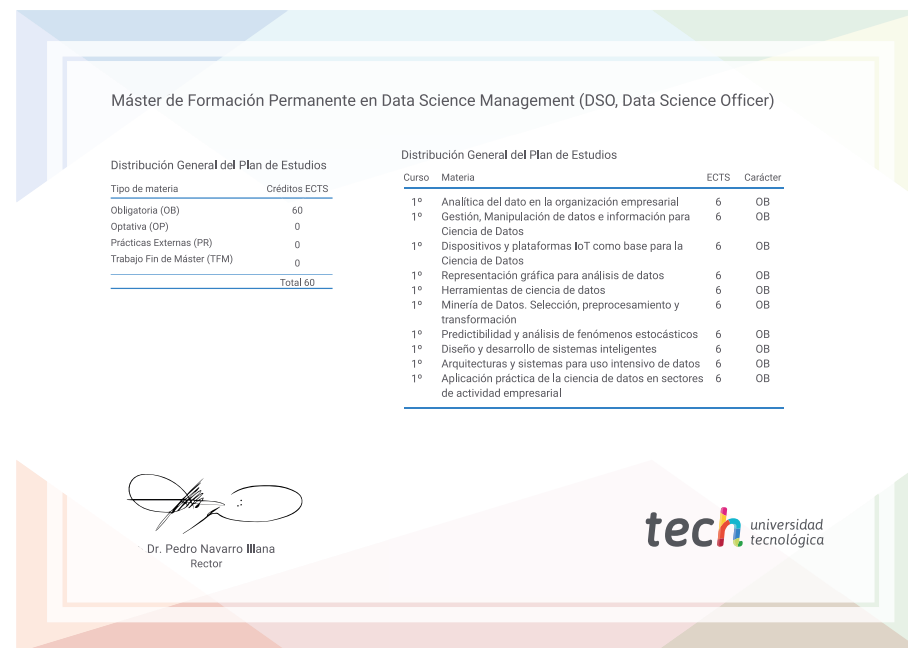 Máster de Formación Permanente en Data Science Management (DSO, Data Science Officer)
Distribución General del Plan de Estudios
Tipo de materia Créditos ECTS
Obligatoria (OB) 60
Optativa (OP) 0
Prácticas Externas (PR) 0
Trabajo Fin de Máster (TFM) 0
Total 60
Distribución General del Plan de Estudios
Curso Materia ECTS Carácter
1º Analítica del dato en la organización empresarial 6 OB
1º Gestión, Manipulación de datos e información para 6 OB
Ciencia de Datos
1º Dispositivos y plataformas IoT como base para la 6 OB
Ciencia de Datos
1º Representación gráfica para análisis de datos 6 OB
1º Herramientas de ciencia de datos 6 OB
1º Minería de Datos. Selección, preprocesamiento y 6 OB
transformación
1º Predictibilidad y análisis de fenómenos estocásticos 6 OB
1º Diseño y desarrollo de sistemas inteligentes 6 OB
1º Arquitecturas y sistemas para uso intensivo de datos 6 OB
1º Aplicación práctica de la ciencia de datos en sectores 6 OB
de actividad empresarial
Dr. Pedro Navarro Illana
Rector
tech universidad
tecnológica